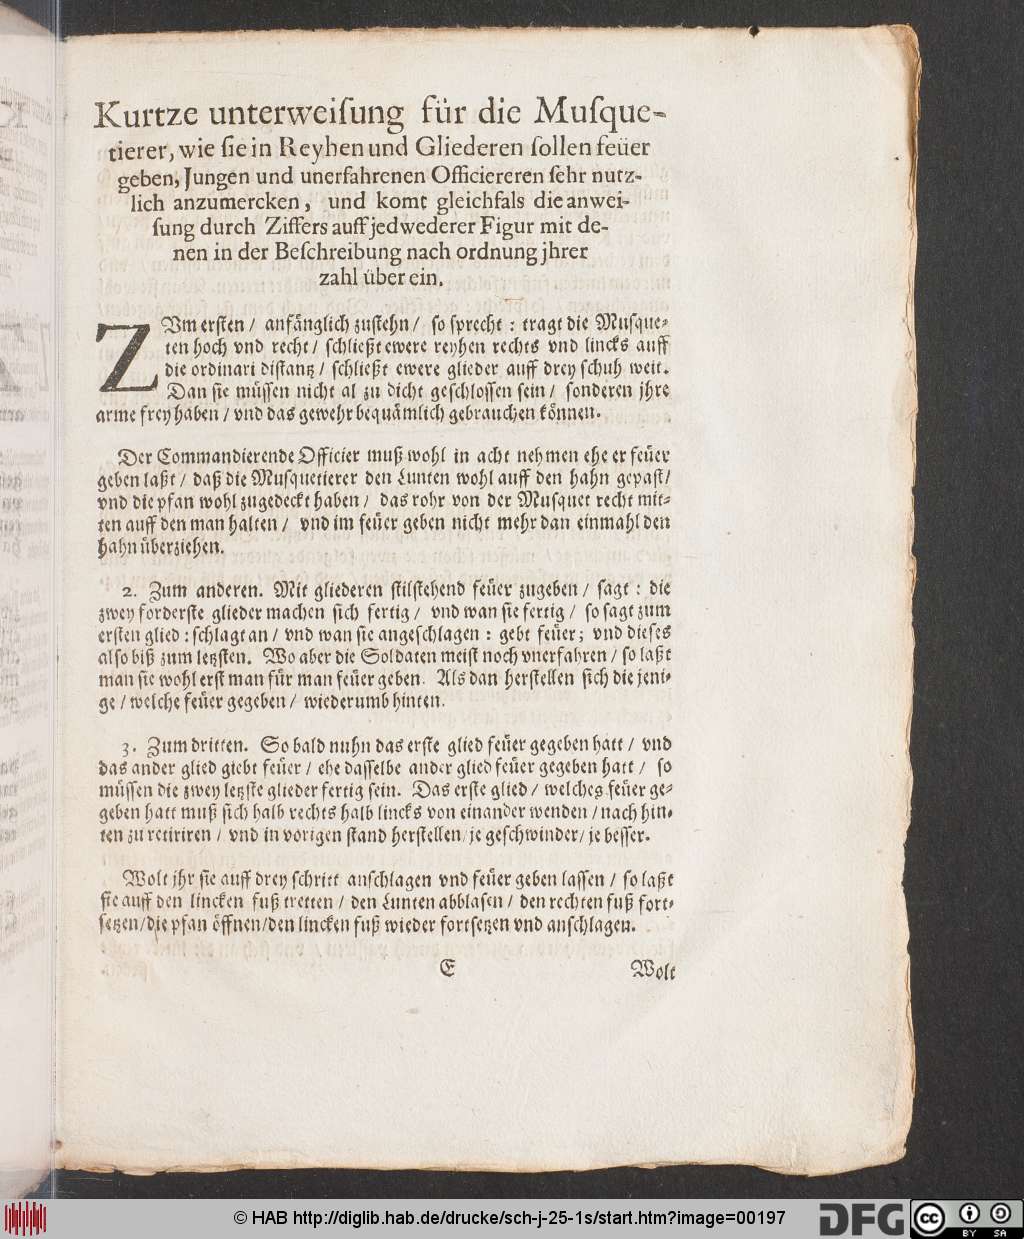 Kurtze unterweiſung für die Muſque-
tierer, wie ſie in Reyhen und Gliederen ſollen feüer
geben, Jungen und unerfahrenen Officiereren ſehr nutz-
lich anzumercken, und komt gleichfals die anwei-
ſung durch Ziffers auff jedwederer Figur mit de-
nen in der Beſchreibung nach ordnung jhrer
zahl über ein.
ZVm erſten / anfänglich zuſtehn / ſo ſprecht : tragt die Muſque-
ten hoch vnd recht / ſchließt ewere reyhen rechts vnd lincks auff
die ordinari diſtantz / ſchließt ewere glieder auff drey ſchuh weit.
Dan ſie müſſen nicht al zu dicht geſchloſſen ſein / ſonderen jhre
arme frey haben / vnd das gewehr bequämlich gebrauchen können.
Der Commandierende Officier muß wohl in acht nehmen ehe er feüer
geben laßt / daß die Muſquetierer den Lunten wohl auff den hahn gepaſt /
vnd die pfan wohl zugedeckt haben / das rohr von der Muſquet recht mit-
ten auff den man halten / vnd im feüer geben nicht mehr dan einmahl den
hahn überziehen.
2. Zum anderen. Mit gliederen ſtilſtehend feüer zugeben / ſagt : die
zwey forderſte glieder machen ſich fertig / vnd wan ſie fertig / ſo ſagt zum
erſten glied : ſchlagt an / vnd wan ſie angeſchlagen : gebt feüer; vnd dieſes
alſo biß zum letzſten. Wo aber die Soldaten meiſt noch vnerfahren / ſo laßt
man ſie wohl erſt man für man feüer geben. Als dan herſtellen ſich die jeni-
ge / welche feüer gegeben / wiederumb hinten.
3. Zum dritten. So bald nuhn das erſte glied feüer gegeben hatt / vnd
das ander glied giebt feüer / ehe daſſelbe ander glied feüer gegeben hatt / ſo
müſſen die zwey letzſte glieder fertig ſein. Das erſte glied / welches feüer ge-
geben hatt muß ſich halb rechts halb lincks von einander wenden / nach hin-
ten zu retiriren / vnd in vorigen ſtand herſtellen / je geſchwinder / je beſſer.
Wolt jhr ſie auff drey ſchritt anſchlagen vnd feüer geben laſſen / ſo laßt
ſie auff den lincken fuß tretten / den Lunten abblaſen / den rechten fuß fort-
ſetzen / die pfan öffnen / den lincken fuß wieder fortſetzen vnd anſchlagen.
E Wolt
© HAB http://diglib.hab.de/drucke/sch-j-25-1s/start.htm?image=00197
DFG
cc BY SA